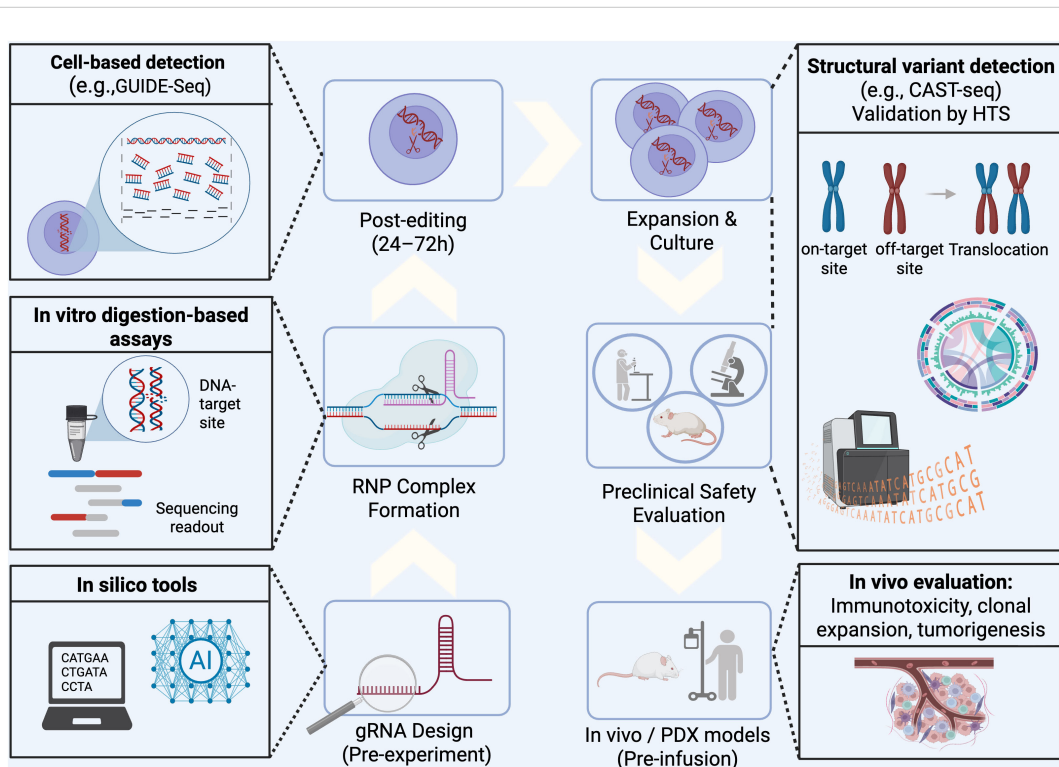 Cell-based detection
(e.g.,GUIDE-Seq)
Post-editing
(24–72h)
Expansion &
Culture
Structural variant detection
(e.g., CAST-seq)
Validation by HTS
on-target
site
off-target
site
Translocation
In vitro digestion-based
assays
DNA-
target
site
Sequencing
readout
RNP Complex
Formation
Preclinical Safety
Evaluation
In silico tools
CATGAA
CTGATA
CCTA
AI
gRNA Design
(Pre-experiment)
In vivo / PDX models
(Pre-infusion)
In vivo evaluation:
Immunotoxicity, clonal
expansion, tumorigenesis